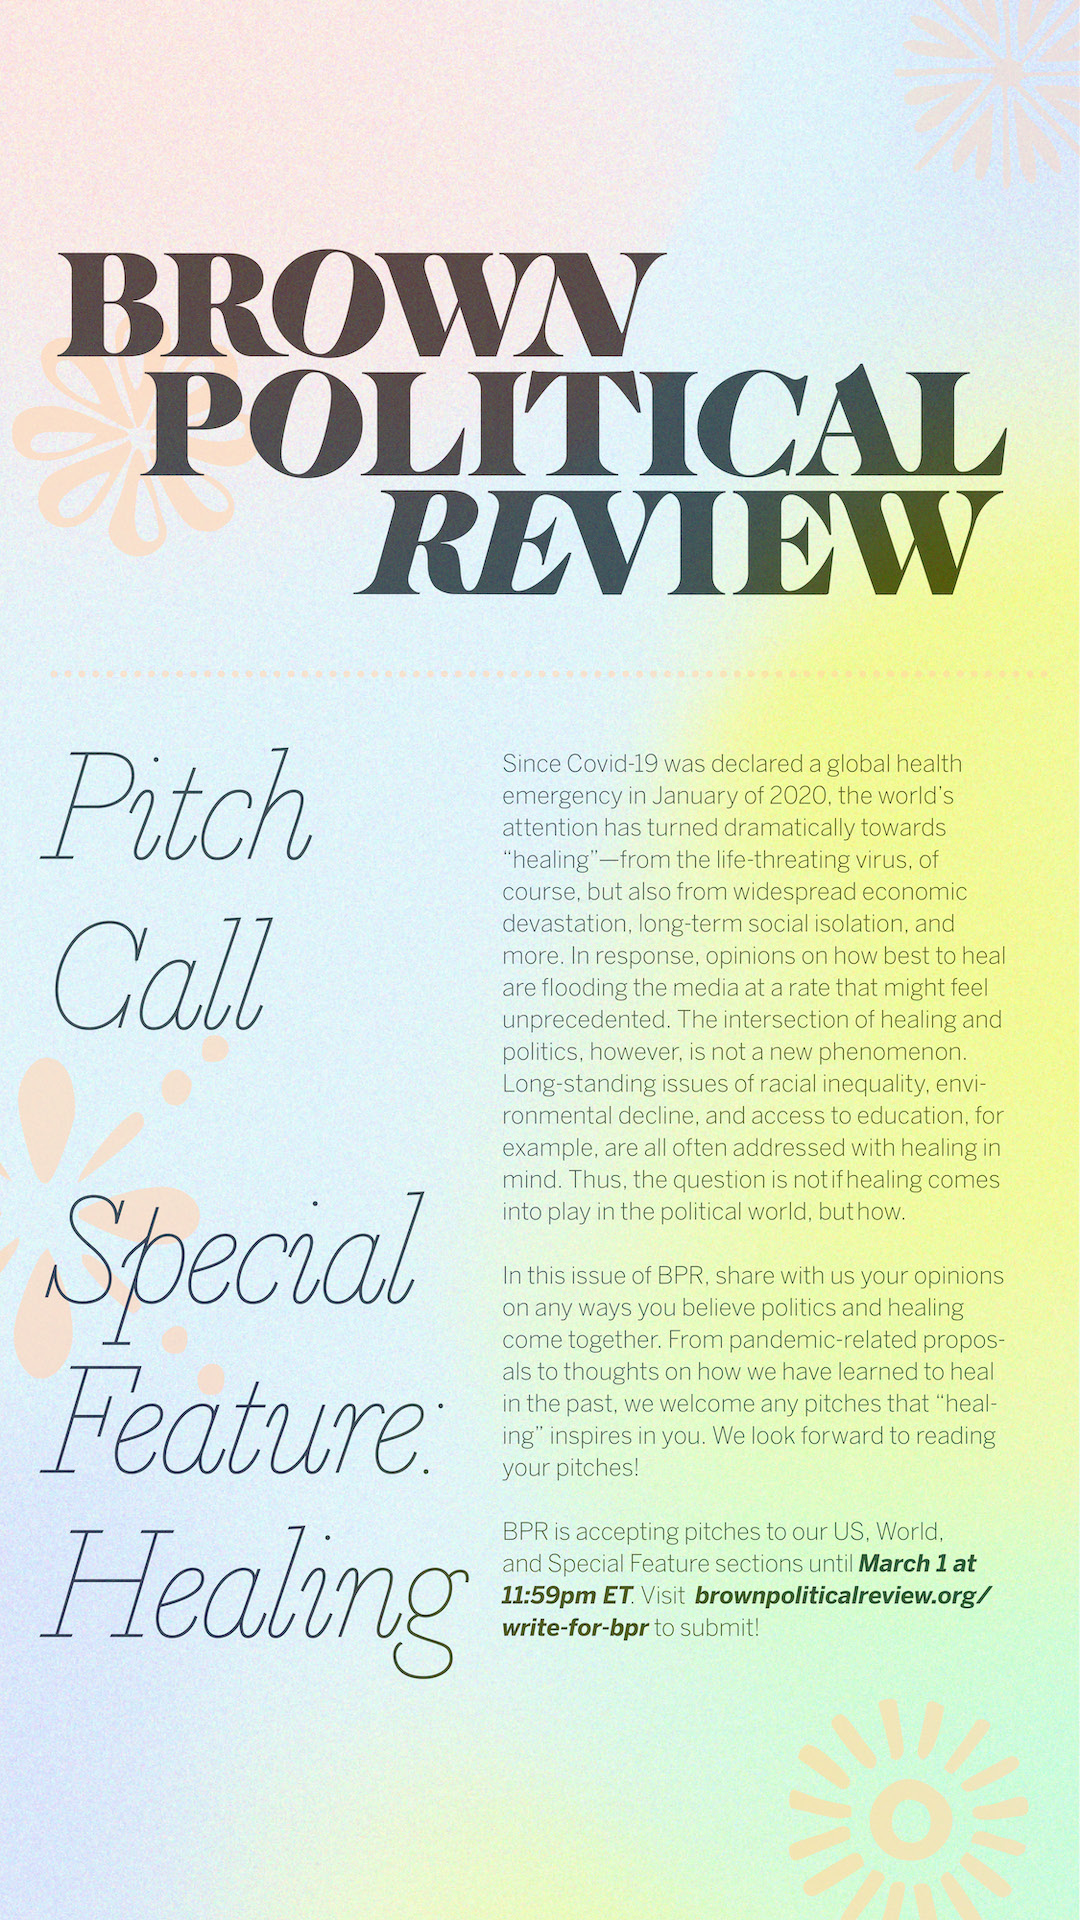 BROWN
POLITICAL
REVIEW
Pitch
Call
Special
Feature:
Healing
Since Covid-19 was declared a global health
emergency in January of 2020, the world's
attention has turned dramatically towards
“healing”—from the life-threating virus, of
course, but also from widespread economic
devastation, long-term social isolation, and
more. In response, opinions on how best to heal
are flooding the media at a rate that might feel
unprecedented. The intersection of healing and
politics, however, is not a new phenomenon.
Long-standing issues of racial inequality, envi-
ronmental decline, and access to education, for
example, are all often addressed with healing in
mind. Thus, the question is not if healing comes
into play in the political world, but how.
In this issue of BPR, share with us your opinions
on any ways you believe politics and healing
come together. From pandemic-related propos-
als to thoughts on how we have learned to heal
in the past, we welcome any pitches that “heal-
ing” inspires in you. We look forward to reading
your pitches!
BPR is accepting pitches to our US, World,
and Special Feature sections until March 1 at
11:59pm ET. Visit brownpoliticalreview.org/
write-for-bpr to submit!